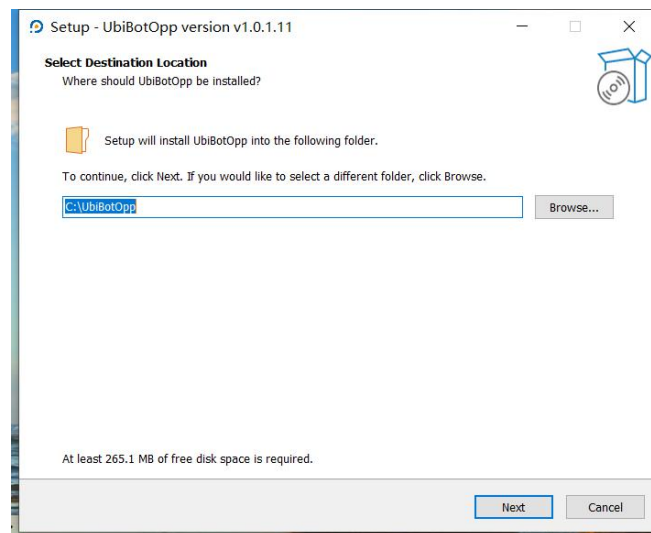 Setup - UbiBotOpp version v1.0.1.11
Select Destination Location
Where should UbiBotOpp be installed?
Setup will install UbiBotOpp into the following folder.
To continue, click Next. If you would like to select a different folder, click Browse.
C:\UbiBotOpp
Browse...
At least 265.1 MB of free disk space is required.
Next
Cancel